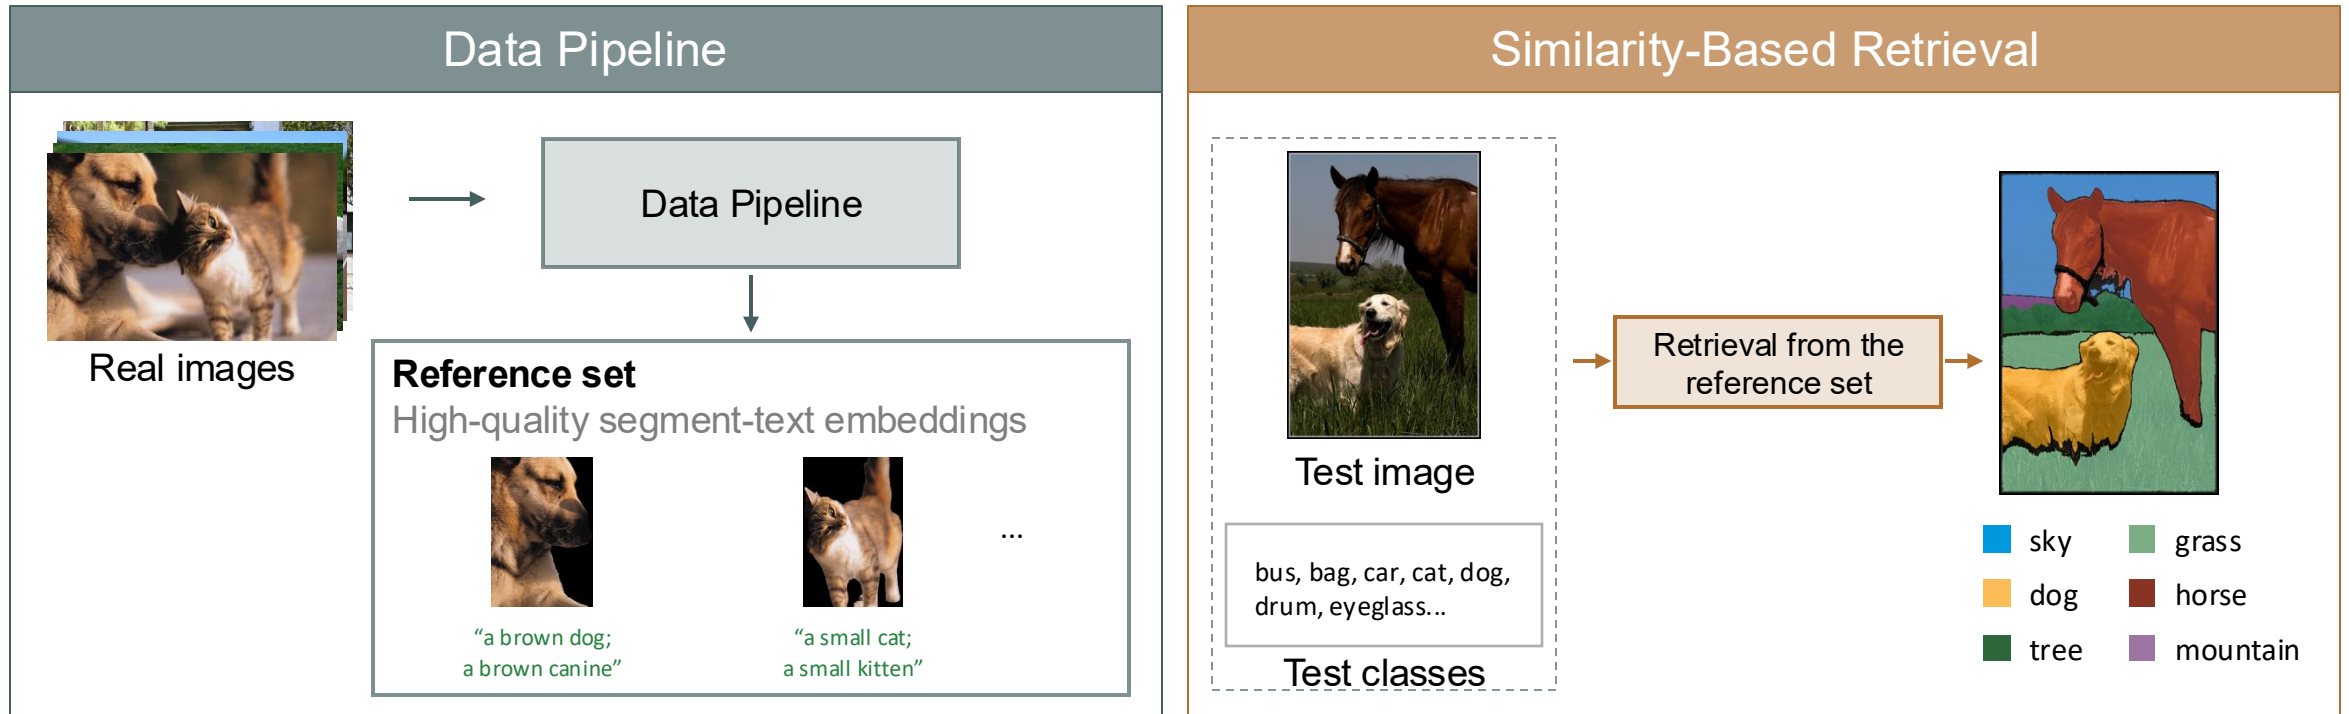 Data Pipeline
Real images
Data Pipeline
Reference set
High-quality segment-text embeddings
“a brown dog;
a brown canine”
“a small cat;
a small kitten”
...
Similarity-Based Retrieval
Test image
bus, bag, car, cat, dog,
drum, eyeglass...
Test classes
Retrieval from the
reference set
sky
grass
dog
horse
tree
mountain